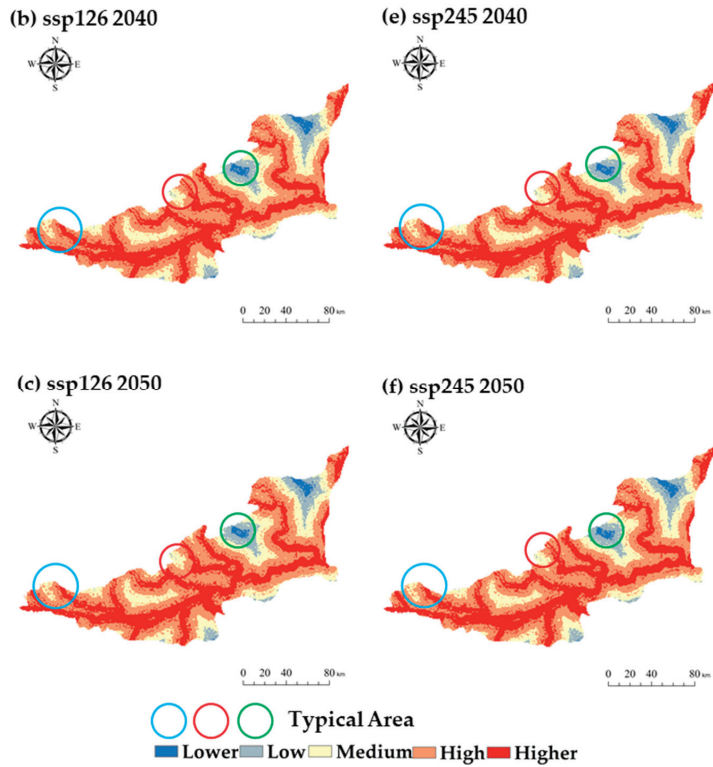 (b) ssp126 2040
N
W E
S
0 20 40 80 km
(e) ssp245 2040
N
W E
S
0 20 40 80 km
(c) ssp126 2050
N
W E
S
0 20 40 80 km
(f) ssp245 2050
N
W E
S
0 20 40 80 km
Typical Area
Lower Low Medium High Higher